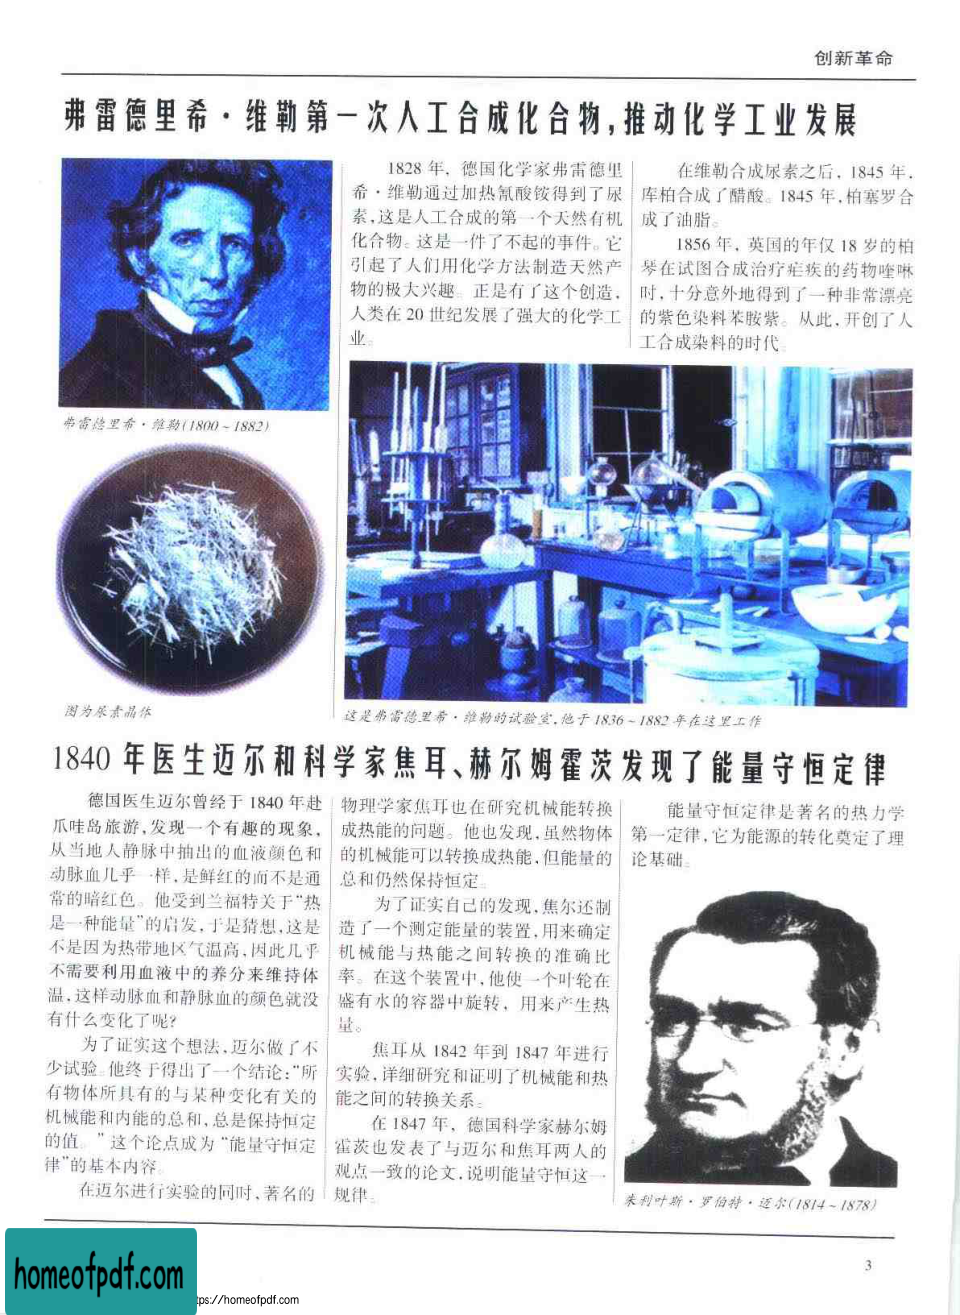 创新革命
弗雷德里希·维勒第一次人工合成化合物,推动化学工业发展
1828 年, 德国化学家弗雷德里
希·维勒通过加热氰酸铵得到了尿
素,这是人工合成的第一个天然有机
化合物。这是一件了不起的事件。它
引起了人们用化学方法制造天然产
物的极大兴趣。正是有了这个创造,
人类在 20 世纪发展了强大的化学工
业。
在维勒合成尿素之后, 1845 年,
库柏合成了醋酸。1845 年,柏塞罗合
成了油脂。
1856 年, 英国的年仅 18 岁的柏
琴在试图合成治疗疟疾的药物喹啉
时,十分意外地得到了一种非常漂亮
的紫色染料苯胺紫。从此,开创了人
工合成染料的时代。
弗雷德里希·维勒(1800～1882)
图为尿素晶体
这是弗雷德里希·维勒的试验室,他于 1836～1882 年在这里工作
1840 年医生迈尔和科学家焦耳、赫尔姆霍茨发现了能量守恒定律
德国医生迈尔曾经于 1840 年赴
爪哇岛旅游,发现一个有趣的现象,
从当地人静脉中抽出的血液颜色和
动脉血几乎一样,是鲜红的而不是通
常的暗红色。他受到兰福特关于“热
是一种能量”的启发,于是猜想,这是
不是因为热带地区气温高,因此几乎
不需要利用血液中的养分来维持体
温,这样动脉血和静脉血的颜色就没
有什么变化了呢?
为了证实这个想法,迈尔做了不
少试验。他终于得出了一个结论:“所
有物体所具有的与某种变化有关的
机械能和内能的总和,总是保持恒定
的值。”这个论点成为“能量守恒定
律”的基本内容。
在迈尔进行实验的同时,著名的
物理学家焦耳也在研究机械能转换
成热能的问题。他也发现,虽然物体
的机械能可以转换成热能,但能量的
总和仍然保持恒定。
为了证实自己的发现,焦尔还制
造了一个测定能量的装置,用来确定
机械能与热能之间转换的准确比
率。在这个装置中,他使一个叶轮在
盛有水的容器中旋转, 用来产生热
量。
焦耳从 1842 年到 1847 年进行
实验,详细研究和证明了机械能和热
能之间的转换关系。
在 1847 年, 德国科学家赫尔姆
霍茨也发表了与迈尔和焦耳两人的
观点一致的论文,说明能量守恒这一
规律。
能量守恒定律是著名的热力学
第一定律,它为能源的转化奠定了理
论基础。
朱利叶斯·罗伯特·迈尔(1814～1878)
3
homeofpdf.com
tps://homeofpdf.com